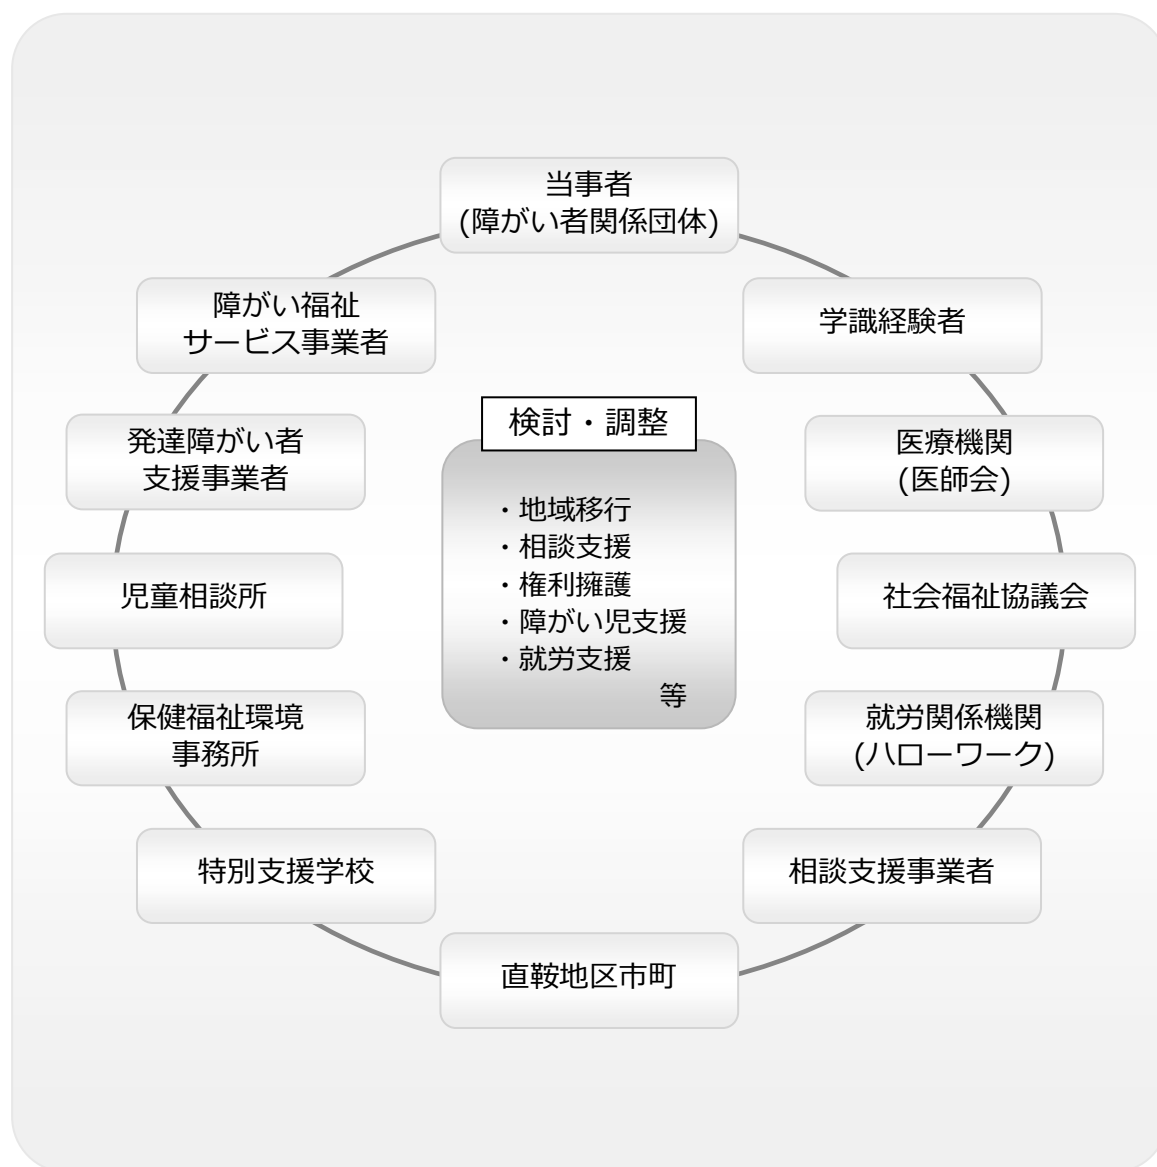 当事者
(障がい者関係団体)
障がい福祉
サービス事業者
学識経験者
検討・調整
発達障がい者
支援事業者
医療機関
(医師会)
・地域移行
・相談支援
・権利擁護
・障がい児支援
・就労支援
等
児童相談所
社会福祉協議会
保健福祉環境
事務所
就労関係機関
(ハローワーク)
特別支援学校
相談支援事業者
直鞍地区市町